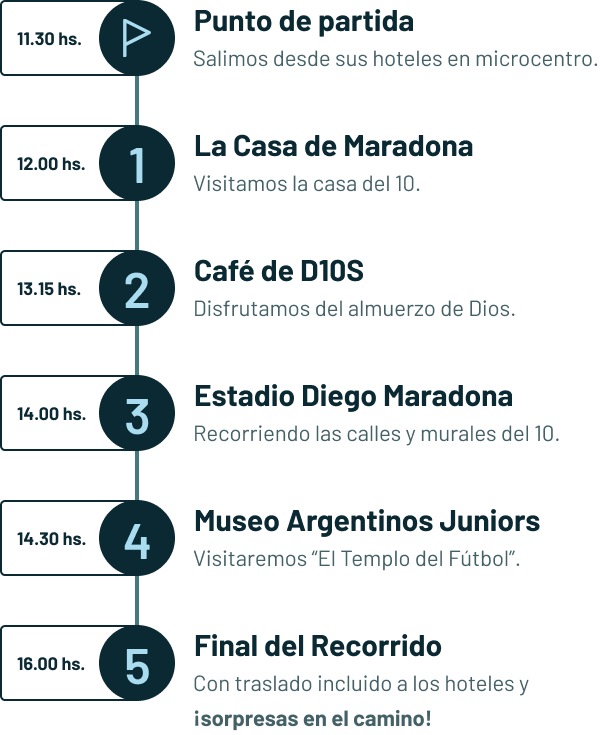 11.30 hs.
Punto de partida
Salimos desde sus hoteles en microcentro.
12.00 hs.
1
La Casa de Maradona
Visitamos la casa del 10.
13.15 hs.
2
Café de D10S
Disfrutamos del almuerzo de Dios.
14.00 hs.
3
Estadio Diego Maradona
Recorriendo las calles y murales del 10.
14.30 hs.
4
Museo Argentinos Juniors
Visitaremos “El Templo del Fútbol”.
16.00 hs.
5
Final del Recorrido
Con traslado incluido a los hoteles y
¡sorpresas en el camino!